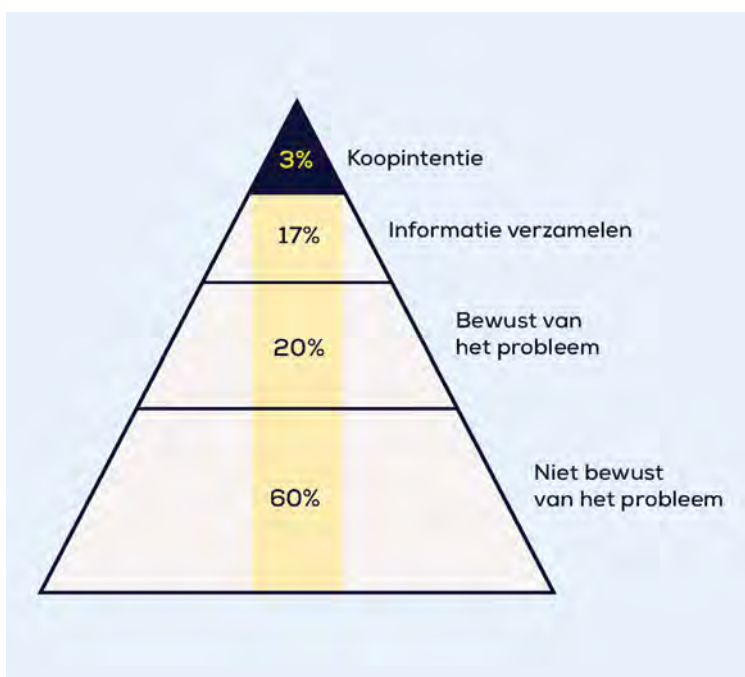 3% Koopintentie
17% Informatie verzamelen
20% Bewust van
het probleem
60% Niet bewust
van het probleem